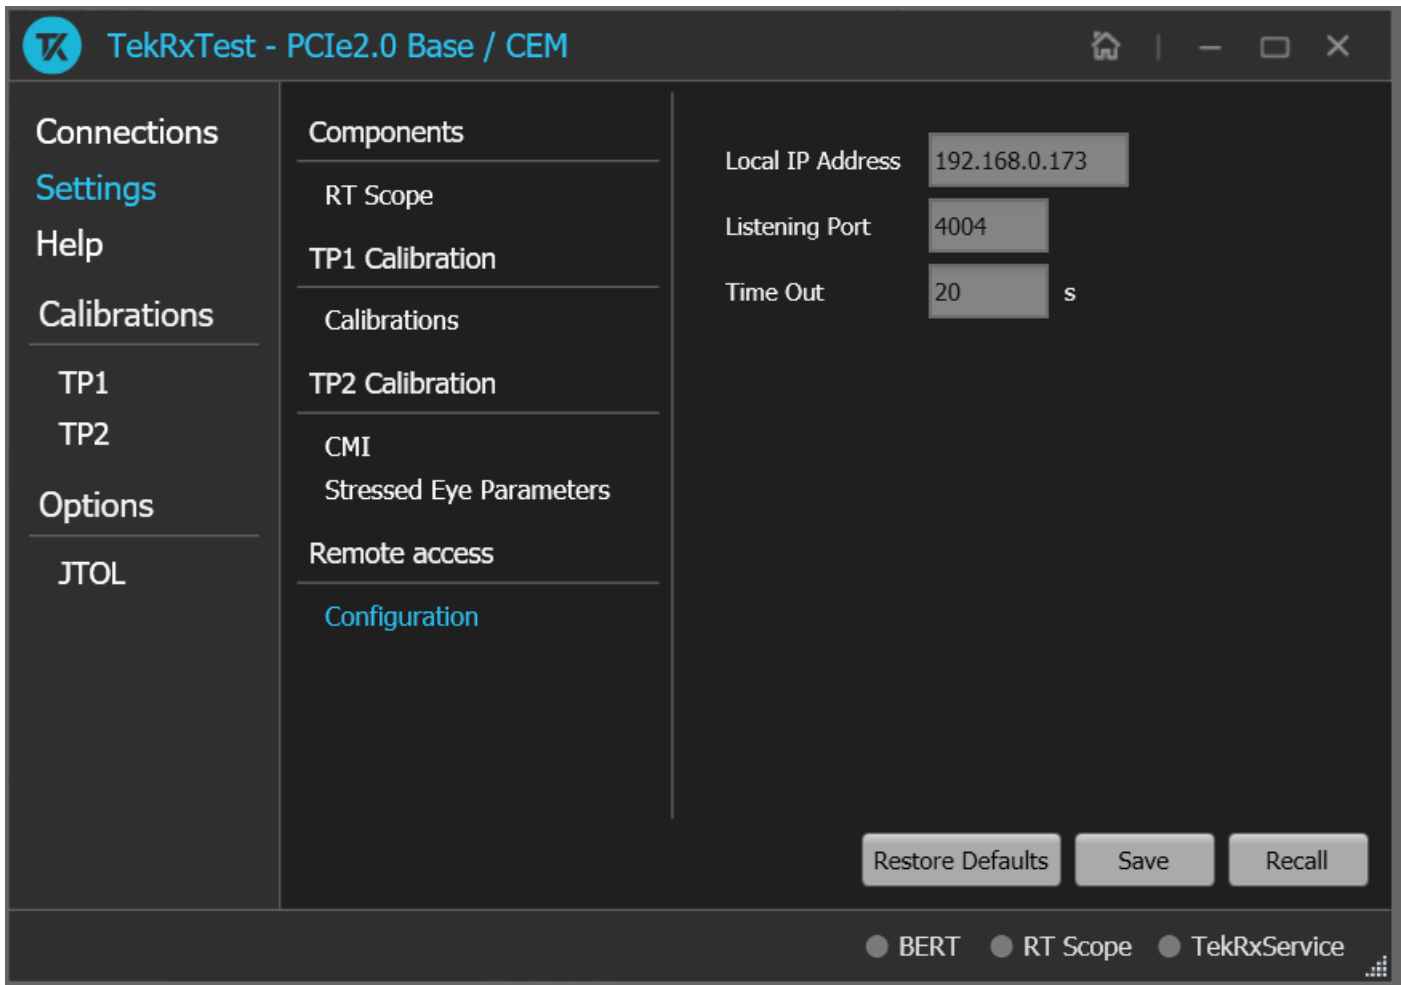 TekRxTest - PCIe2.0 Base / CEM
Connections
Settings
Help
Calibrations
TP1
TP2
Options
JTOL
Components
RT Scope
TP1 Calibration
Calibrations
TP2 Calibration
CMI
Stressed Eye Parameters
Remote access
Configuration
Local IP Address 192.168.0.173
Listening Port 4004
Time Out 20 s
Restore Defaults Save Recall
BERT RT Scope TekRxService